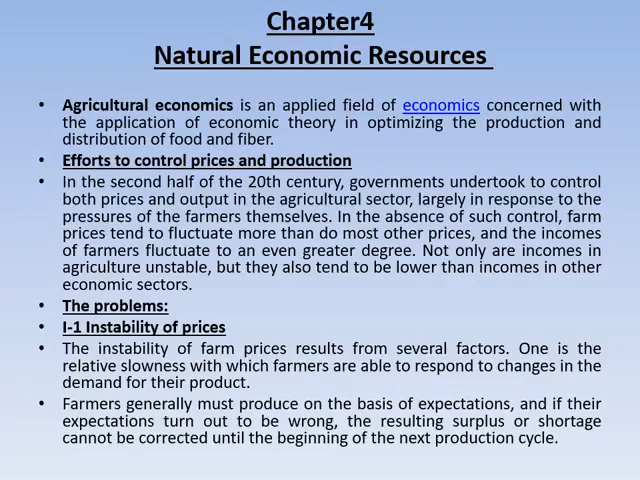 Chapter4
Natural Economic Resources
• Agricultural economics is an applied field of economics concerned with
the application of economic theory in optimizing the production and
distribution of food and fiber.
• Efforts to control prices and production
• In the second half of the 20th century, governments undertook to control
both prices and output in the agricultural sector, largely in response to the
pressures of the farmers themselves. In the absence of such control, farm
prices tend to fluctuate more than do most other prices, and the incomes
of farmers fluctuate to an even greater degree. Not only are incomes in
agriculture unstable, but they also tend to be lower than incomes in other
economic sectors.
• The problems:
• I-1 Instability of prices
• The instability of farm prices results from several factors. One is the
relative slowness with which farmers are able to respond to changes in the
demand for their product.
• Farmers generally must produce on the basis of expectations, and if their
expectations turn out to be wrong, the resulting surplus or shortage
cannot be corrected until the beginning of the next production cycle.